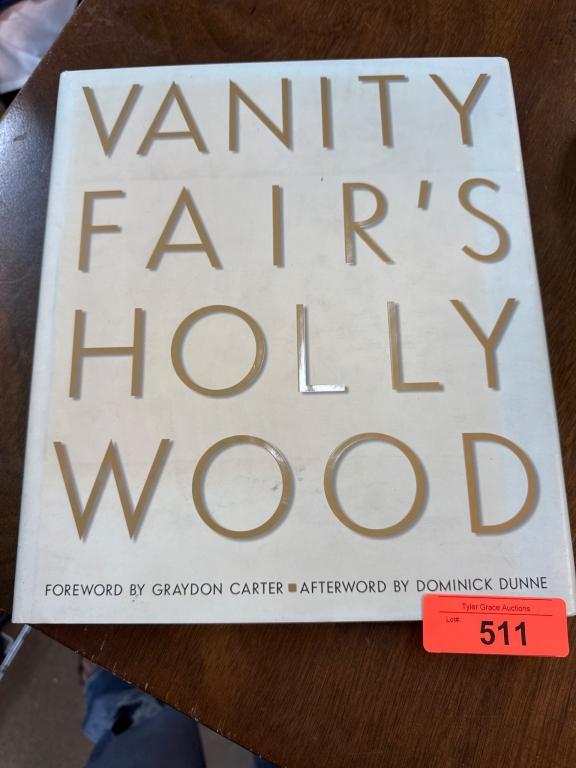 VANITY
FAIR'S
HOLLY
WOOD
FOREWORD BY GRAYDON CARTER ■ AFTERWORD BY DOMINICK DUNNE
Tyler Grace Auctions
Lot#: 511